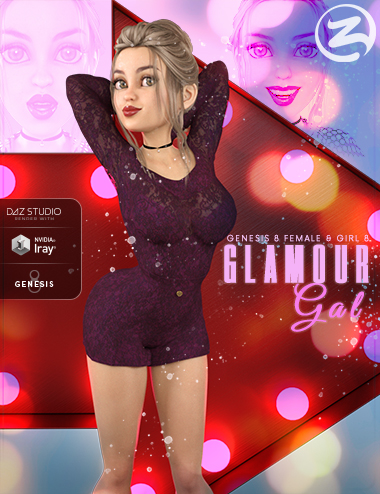 Z
DAZ STUDIO
RENDERED WITH
NVIDIA®
Iray®
8
GENESIS
GENESIS 8 FEMALE & GIRL 8
GLAMOUR
Gal